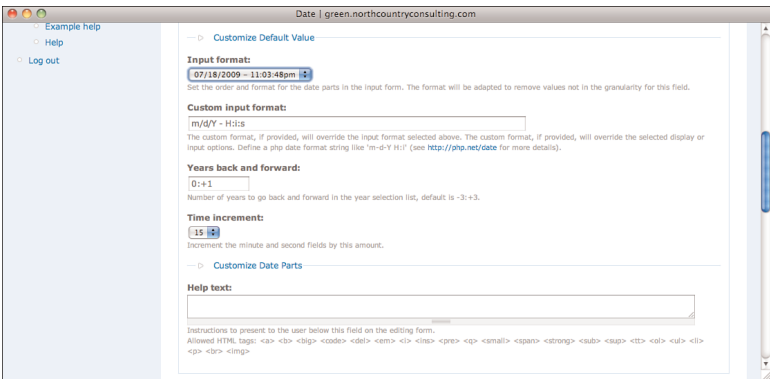 Date | green.northcountryconsulting.com
Example help
Help
Log out
Customize Default Value
Input format:
07/18/2009 - 11:03:48pm
Set the order and format for the date parts in the input form. The format will be adapted to remove values not in the granularity for this field.
Custom input format:
m/d/Y - H:i:s
The custom format, if provided, will override the input format selected above. The custom format, if provided, will override the selected display or
input options. Define a php date format string like 'm-d-Y H:i' (see http://php.net/date for more details).
Years back and forward:
0:+1
Number of years to go back and forward in the year selection list, default is -3:+3.
Time increment:
15
Increment the minute and second fields by this amount.
Customize Date Parts
Help text:
Instructions to present to the user below this field on the editing form.
Allowed HTML tags: <a> <b> <big> <code> <del> <em> <i> <ins> <pre> <q> <small> <span> <strong> <sub> <sup> <tt> <ol> <ul> <li>
<p> <br> <img>